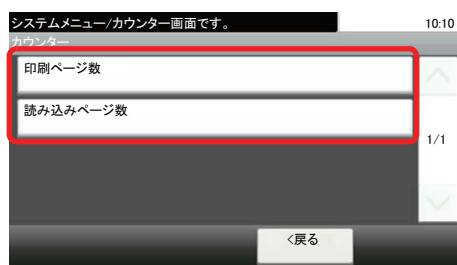 システムメニュー/カウンター画面です。
10:10
カウンター
印刷ページ数
読み込みページ数
1/1
<戻る